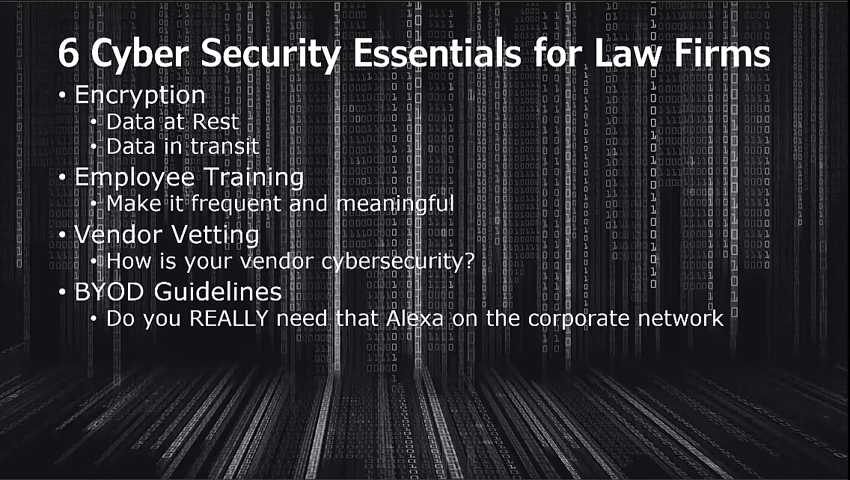 6 Cyber Security Essentials for Law Firms
• Encryption
• Data at Rest
• Data in transit
• Employee Training
• Make it frequent and meaningful
• Vendor Vetting
• How is your vendor cybersecurity?
• BYOD Guidelines
• Do you REALLY need that Alexa on the corporate network